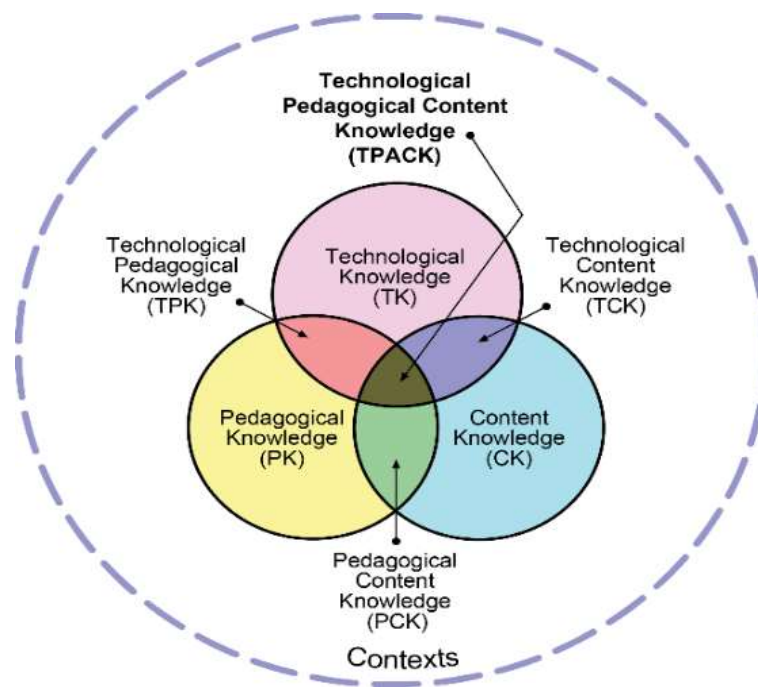 Technological
Pedagogical Content
Knowledge
(TPACK)
Technological
Pedagogical
Knowledge
(TPK)
Technological
Knowledge
(TK)
Technological
Content
Knowledge
(TCK)
Pedagogical
Knowledge
(PK)
Content
Knowledge
(CK)
Pedagogical
Content
Knowledge
(PCK)
Contexts